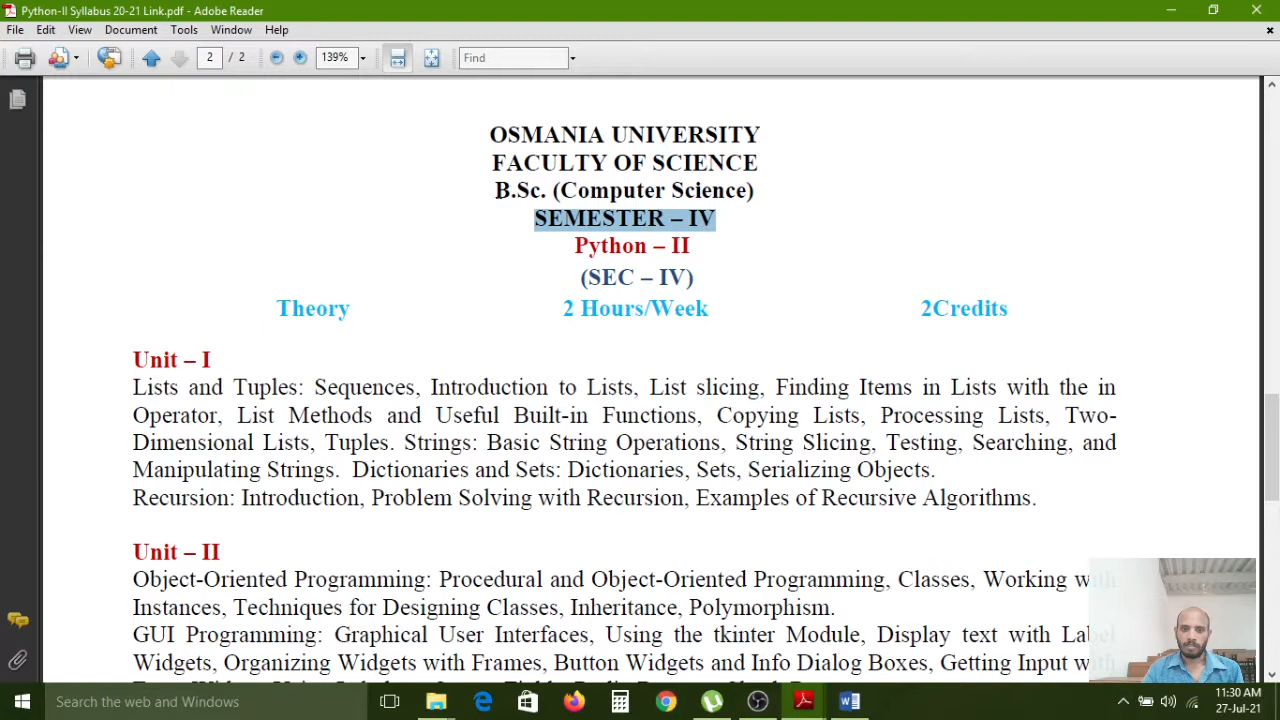 Python-II Syllabus 20-21 Link.pdf - Adobe Reader
File Edit View Document Tools Window Help
2 / 2 139% Find
OSMANIA UNIVERSITY
FACULTY OF SCIENCE
B.Sc. (Computer Science)
SEMESTER – IV
Python – II
(SEC – IV)
Theory 2 Hours/Week 2Credits
Unit – I
Lists and Tuples: Sequences, Introduction to Lists, List slicing, Finding Items in Lists with the in
Operator, List Methods and Useful Built-in Functions, Copying Lists, Processing Lists, Two-
Dimensional Lists, Tuples. Strings: Basic String Operations, String Slicing, Testing, Searching, and
Manipulating Strings. Dictionaries and Sets: Dictionaries, Sets, Serializing Objects.
Recursion: Introduction, Problem Solving with Recursion, Examples of Recursive Algorithms.
Unit – II
Object-Oriented Programming: Procedural and Object-Oriented Programming, Classes, Working with
Instances, Techniques for Designing Classes, Inheritance, Polymorphism.
GUI Programming: Graphical User Interfaces, Using the tkinter Module, Display text with Label
Widgets, Organizing Widgets with Frames, Button Widgets and Info Dialog Boxes, Getting Input with
Search the web and Windows
11:30 AM
27-Jul-21